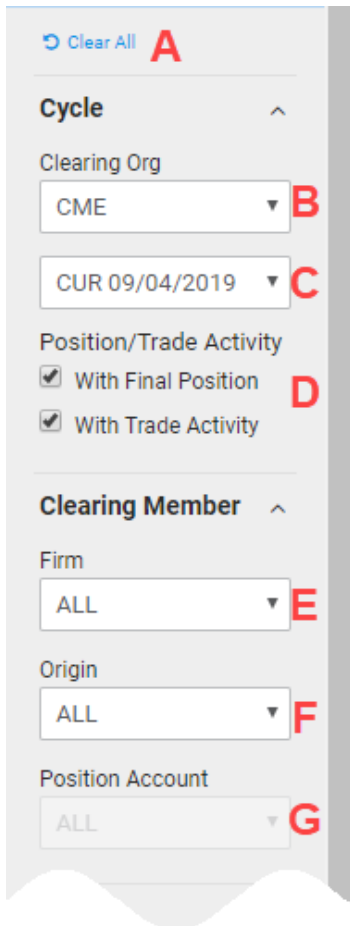 Clear All A
Cycle
Clearing Org
CME B
CUR 09/04/2019 C
Position/Trade Activity
With Final Position D
With Trade Activity
Clearing Member
Firm
ALL E
Origin
ALL F
Position Account
ALL G